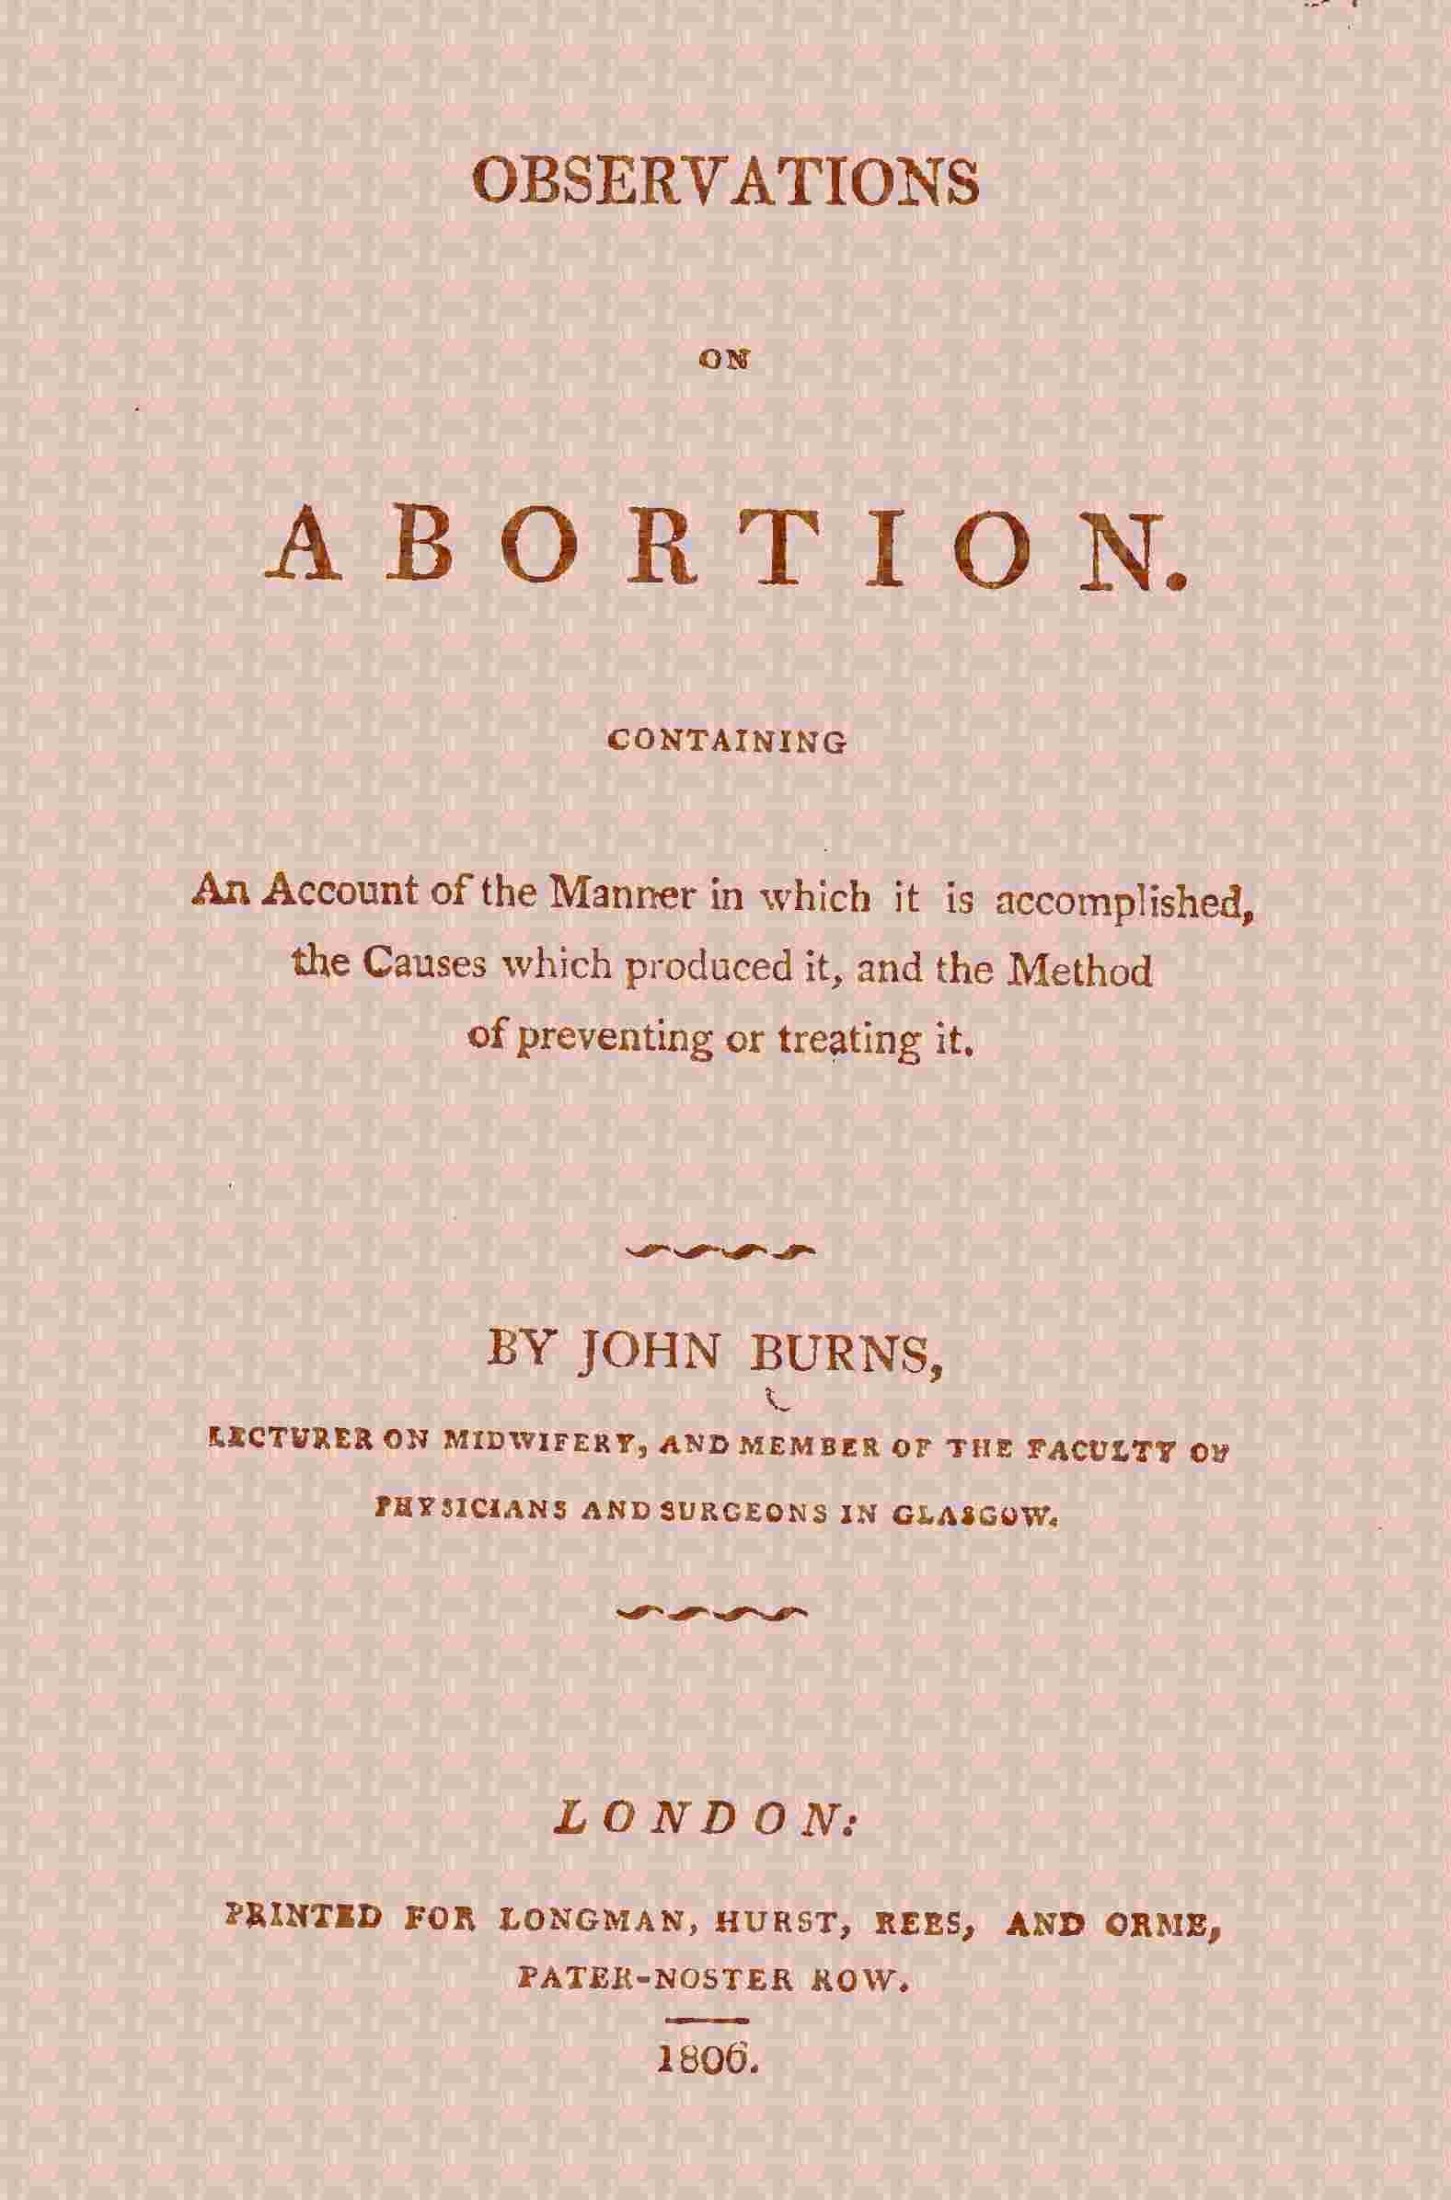 OBSERVATIONS
ON
ABORTION.
CONTAINING
An Account of the Manner in which it is accomplished,
the Causes which produced it, and the Method
of preventing or treating it.
BY JOHN BURNS,
LECTURER ON MIDWIFERY, AND MEMBER OF THE FACULTY OF
PHYSICIANS AND SURGEONS IN GLASGOW.
LONDON:
PRINTED FOR LONGMAN, HURST, REES, AND ORME,
PATER-NOSTER ROW.
1806.